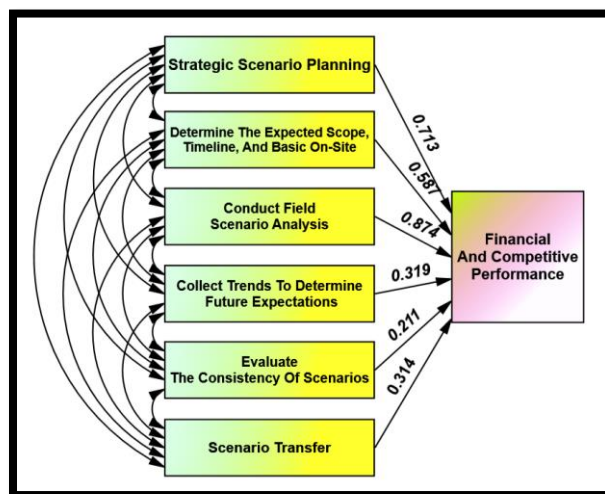 Strategic Scenario Planning
0.713
Determine The Expected Scope,
Timeline, And Basic On-Site
0.587
Conduct Field
Scenario Analysis
0.874
Financial
And Competitive
Performance
Collect Trends To Determine
Future Expectations
0.319
Evaluate
The Consistency Of Scenarios
0.211
Scenario Transfer
0.314